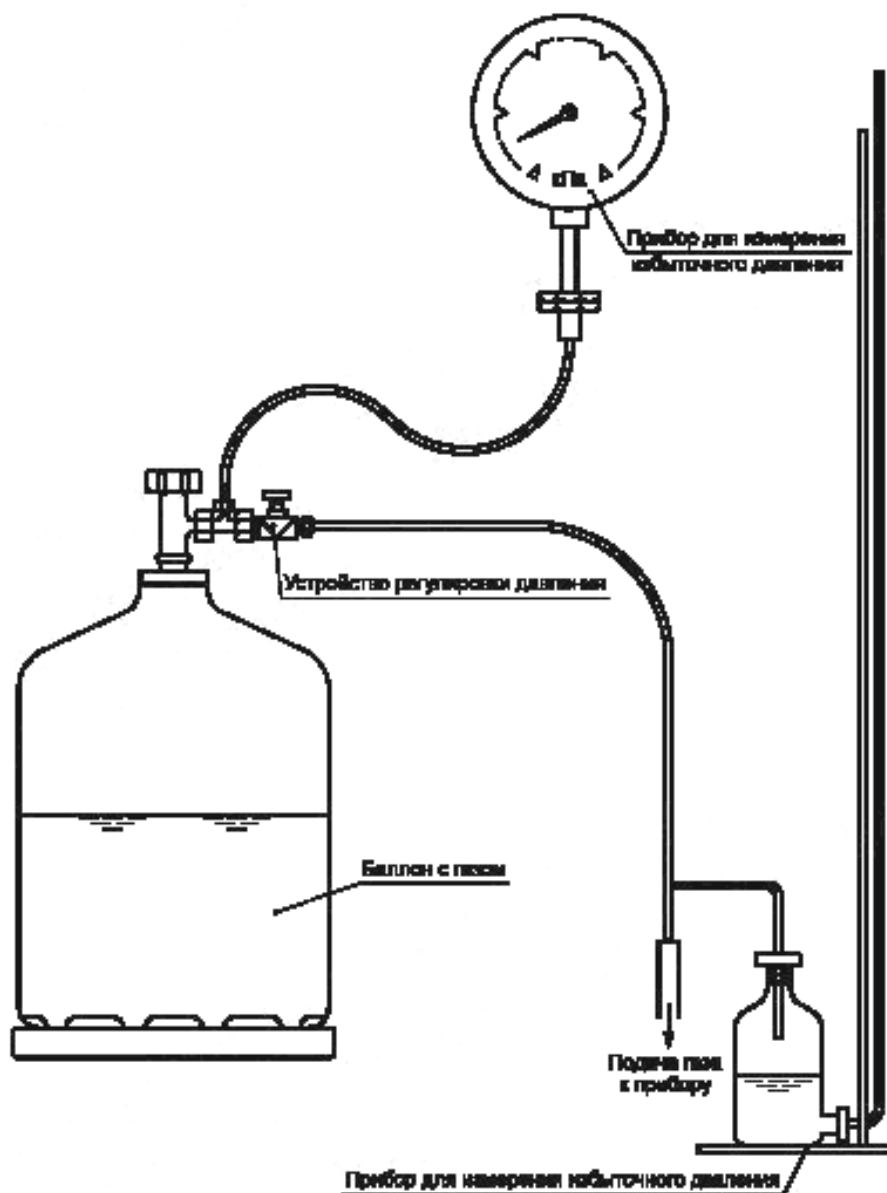 кПа
Прибор для измерения
избыточного давления
Устройство регулировки давления
Баллон с газом
Подача газа
к прибору
Прибор для измерения избыточного давления